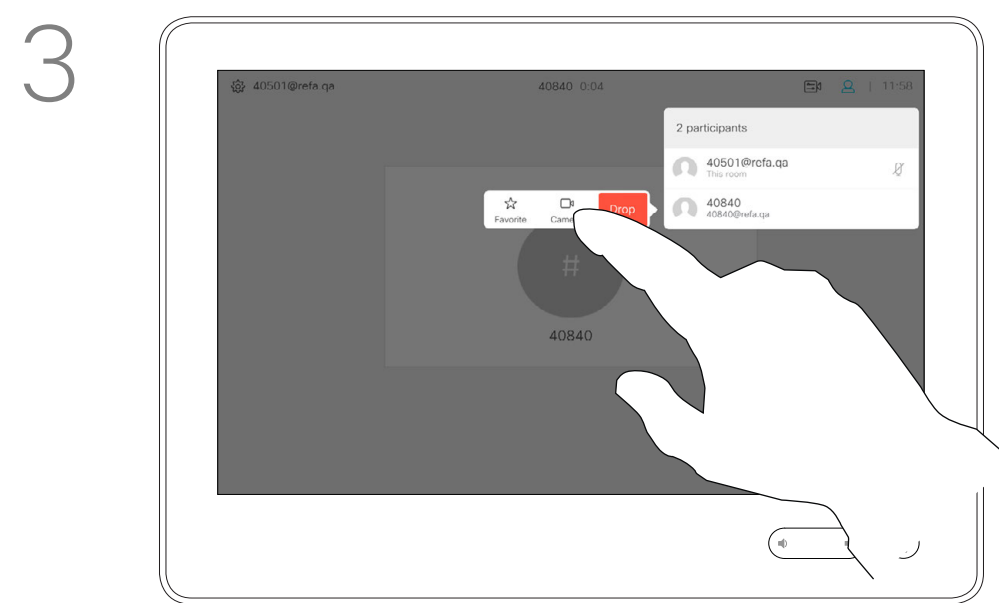 3
40501@refa.qa
40840 0:04
| 11:58
2 participants
40501@refa.qa
This room
40840
40840@refa.qa
Favorite
Drop
#
40840